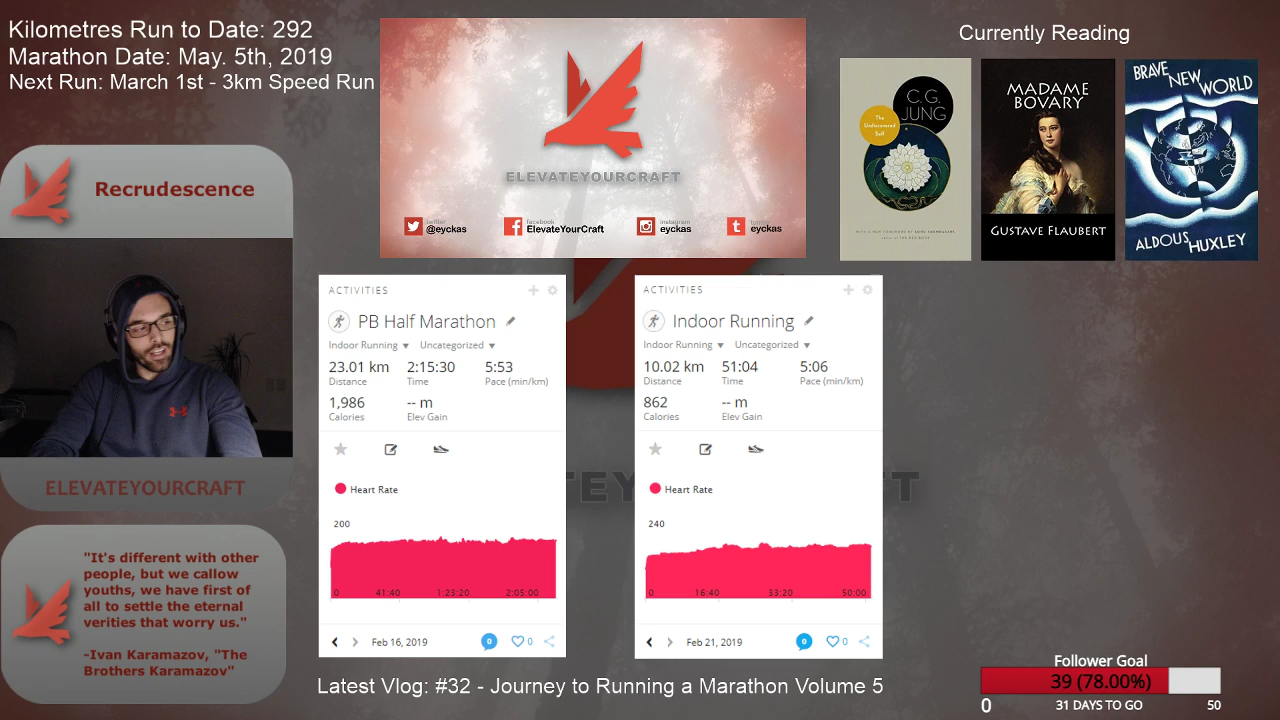 Kilometres Run to Date: 292
Marathon Date: May. 5th, 2019
Next Run: March 1st - 3km Speed Run
ELEVATEYOURCRAFT
twitter
@eyckas
facebook
ElevateYourCraft
instagram
eyckas
eyckas
Currently Reading
C.G.
JUNG
The
Undiscovered
Self
MADAME
BOVARY
GUSTAVE FLAUBERT
BRAVE NEW WORLD
ALDOUS HUXLEY
Recrudescence
ELEVATEYOURCRAFT
"It's different with other
people, but we callow
youths, we have first of
all to settle the eternal
verities that worry us."
-Ivan Karamazov, "The
Brothers Karamazov"
ACTIVITIES
PB Half Marathon
Indoor Running
Uncategorized
23.01 km
2:15:30
5:53
Distance
Time
Pace (min/km)
1,986
-- m
Calories
Elev Gain
Heart Rate
200
0
41:40
1:23:20
2:05:00
Feb 16, 2019
0
0
ACTIVITIES
Indoor Running
Indoor Running
Uncategorized
10.02 km
51:04
5:06
Distance
Time
Pace (min/km)
862
-- m
Calories
Elev Gain
Heart Rate
240
0
16:40
33:20
50:00
Feb 21, 2019
0
0
Latest Vlog: #32 - Journey to Running a Marathon Volume 5
Follower Goal
39 (78.00%)
0
31 DAYS TO GO
50